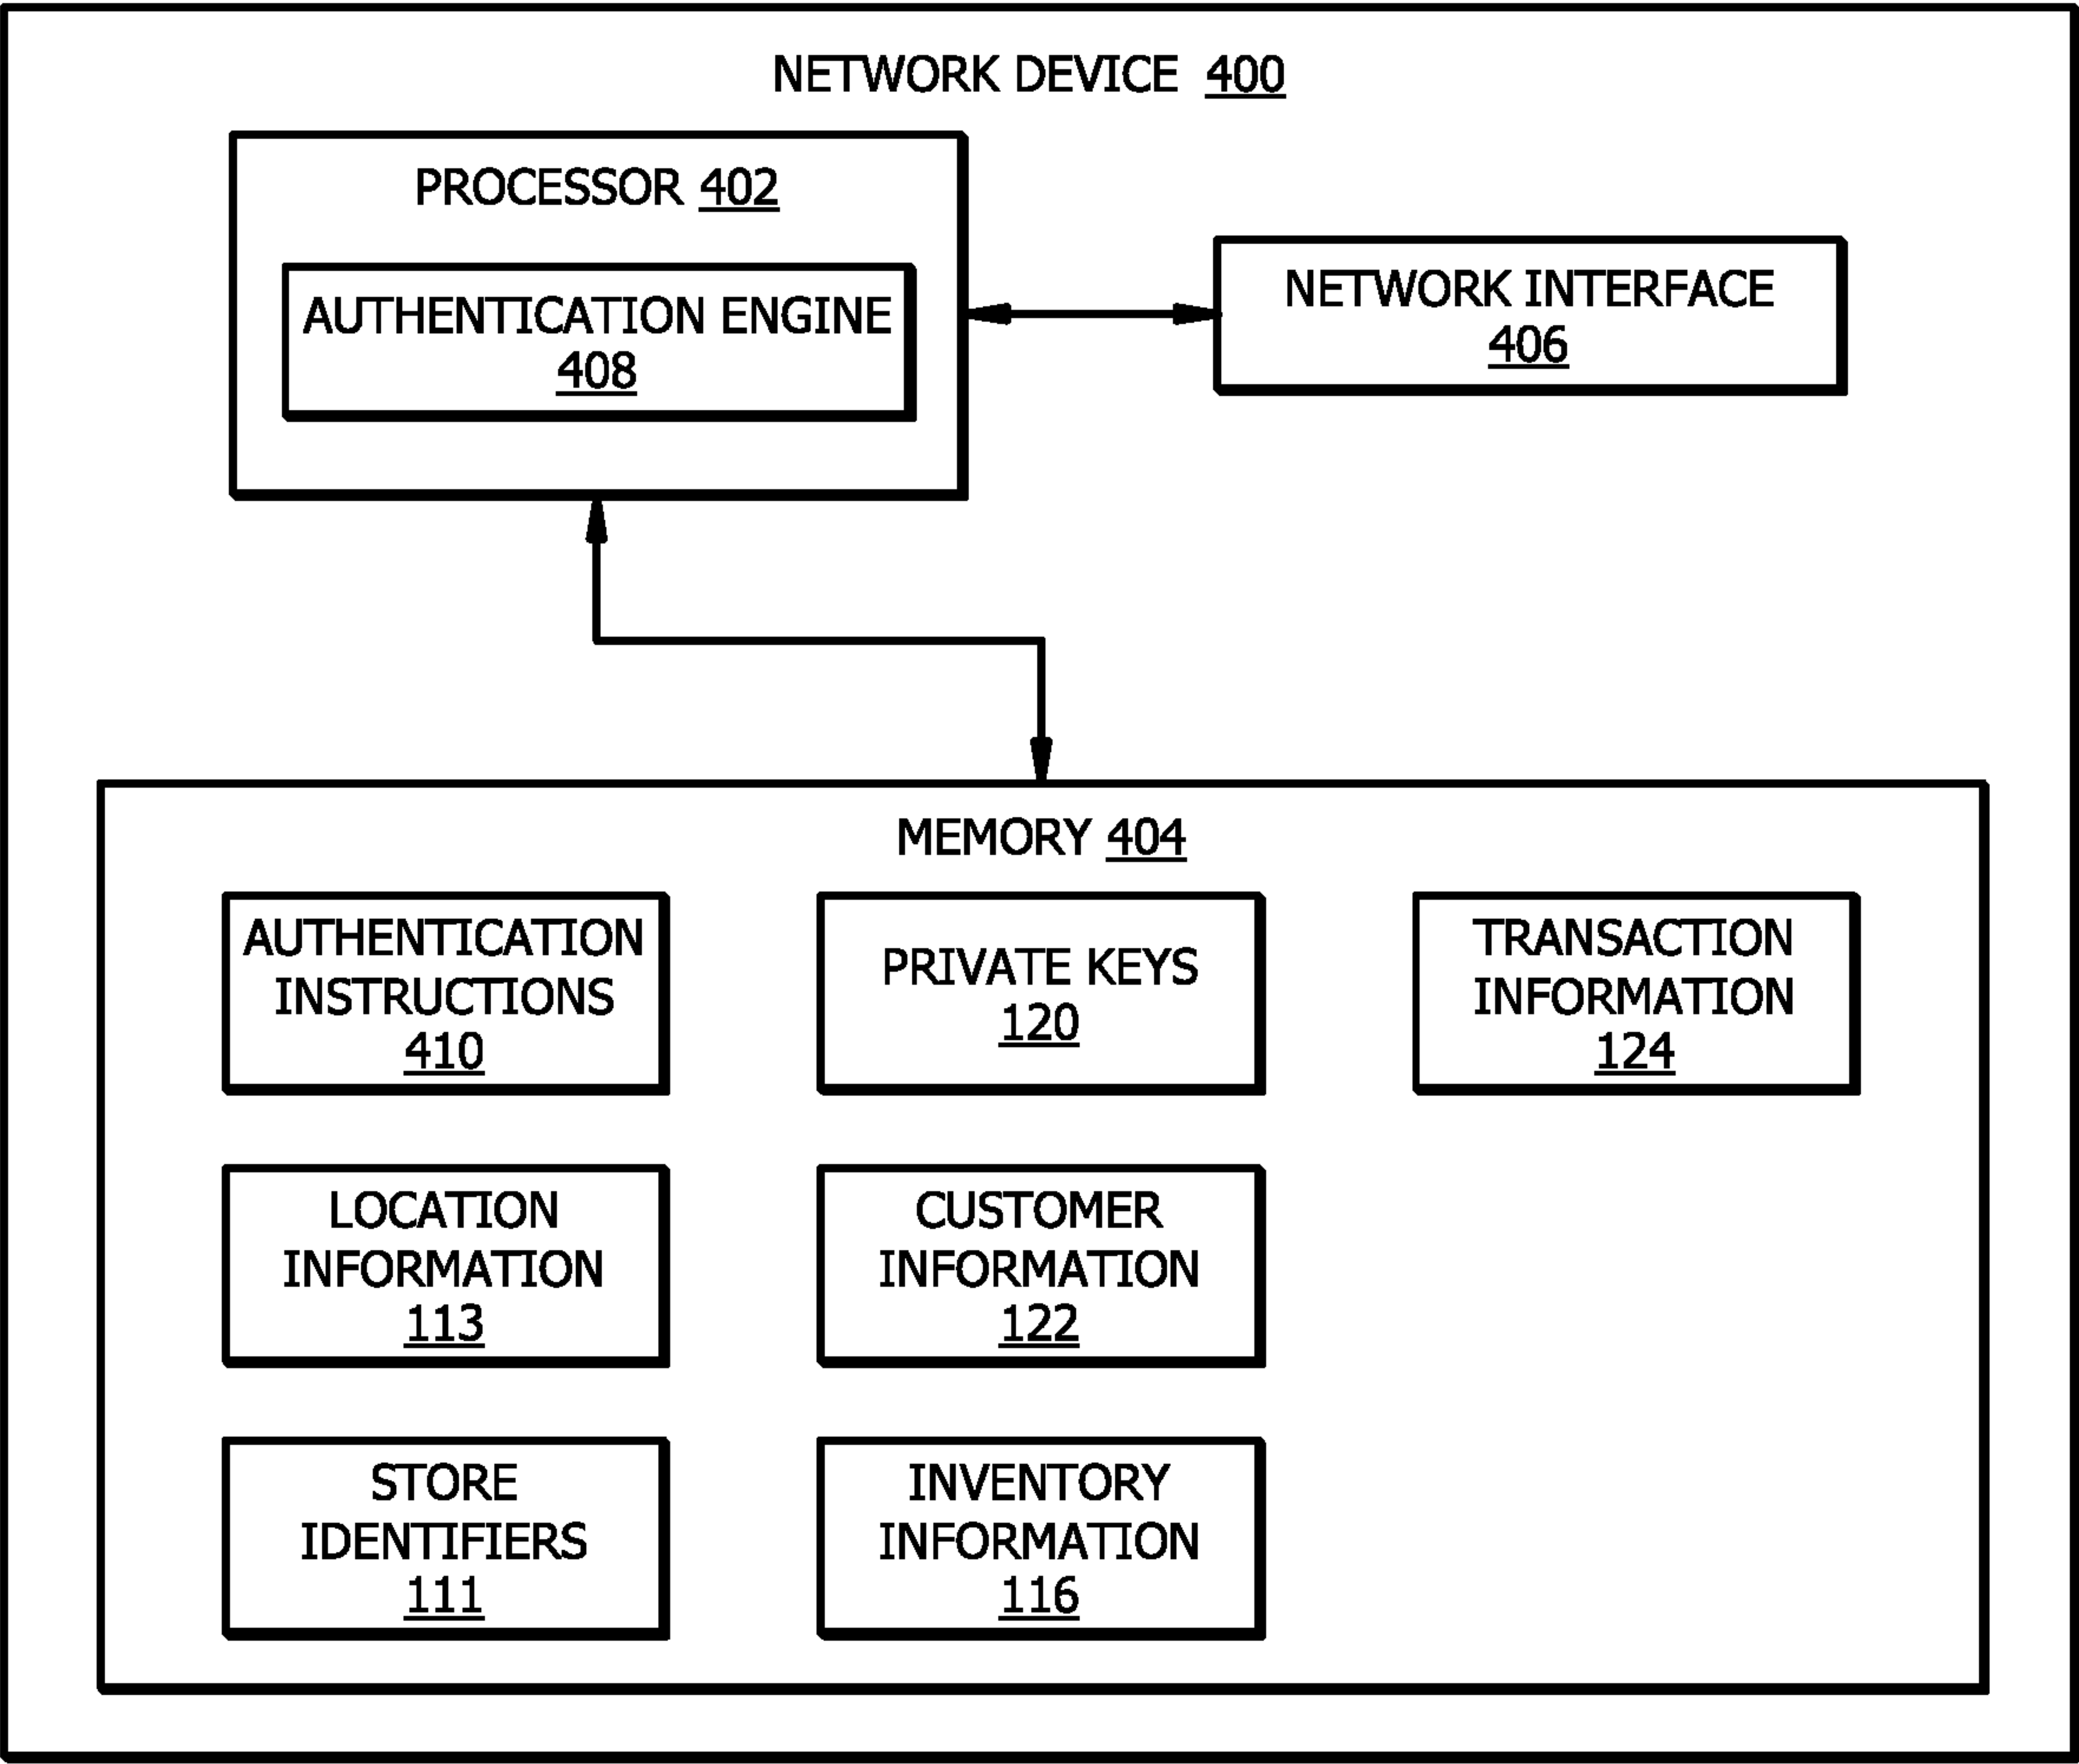 NETWORK DEVICE 400
PROCESSOR 402
AUTHENTICATION ENGINE
408
NETWORK INTERFACE
406
MEMORY 404
AUTHENTICATION
INSTRUCTIONS
410
PRIVATE KEYS
120
TRANSACTION
INFORMATION
124
LOCATION
INFORMATION
113
CUSTOMER
INFORMATION
122
STORE
IDENTIFIERS
111
INVENTORY
INFORMATION
116